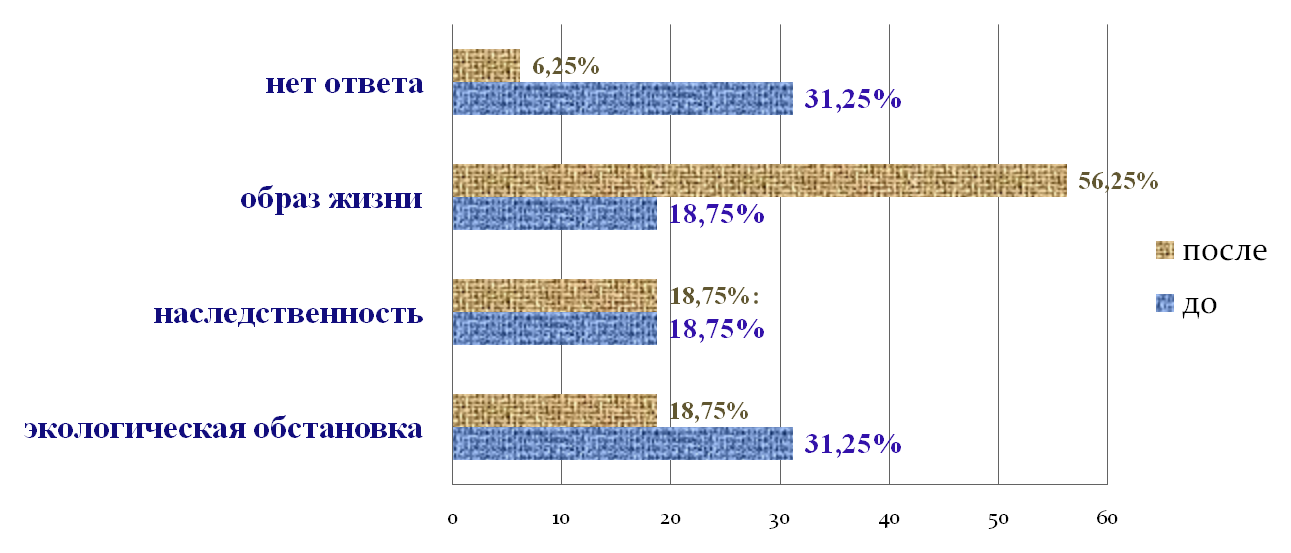 нет ответа
6,25%
31,25%
образ жизни
56,25%
18,75%
наследственность
18,75%:
18,75%
экологическая обстановка
18,75%
31,25%
после
до
0 10 20 30 40 50 60